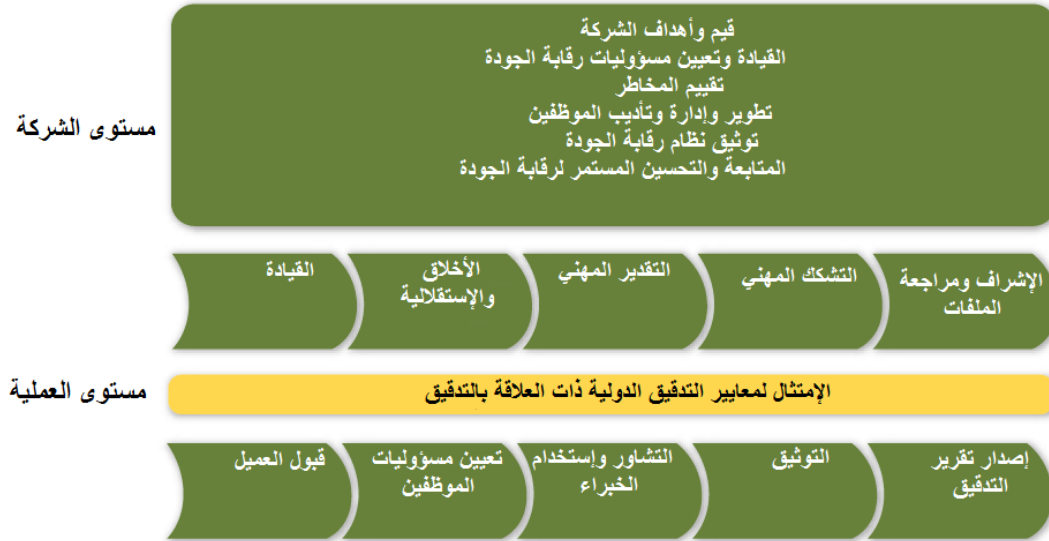 قيم وأهداف الشركة
القيادة وتعيين مسؤوليات رقابة الجودة
تقييم المخاطر
تطوير وإدارة وتأديب الموظفين
توثيق نظام رقابة الجودة
المتابعة والتحسين المستمر لرقابة الجودة
مستوى الشركة
القيادة
الأخلاق
والإستقلالية
التقدير المهني
التشكك المهني
الإشراف ومراجعة
الملفات
مستوى العملية
الإمتثال لمعايير التدقيق الدولية ذات العلاقة بالتدقيق
قبول العميل
تعيين مسؤوليات
الموظفين
التشاور وإستخدام
الخبراء
التوثيق
إصدار تقرير
التدقيق